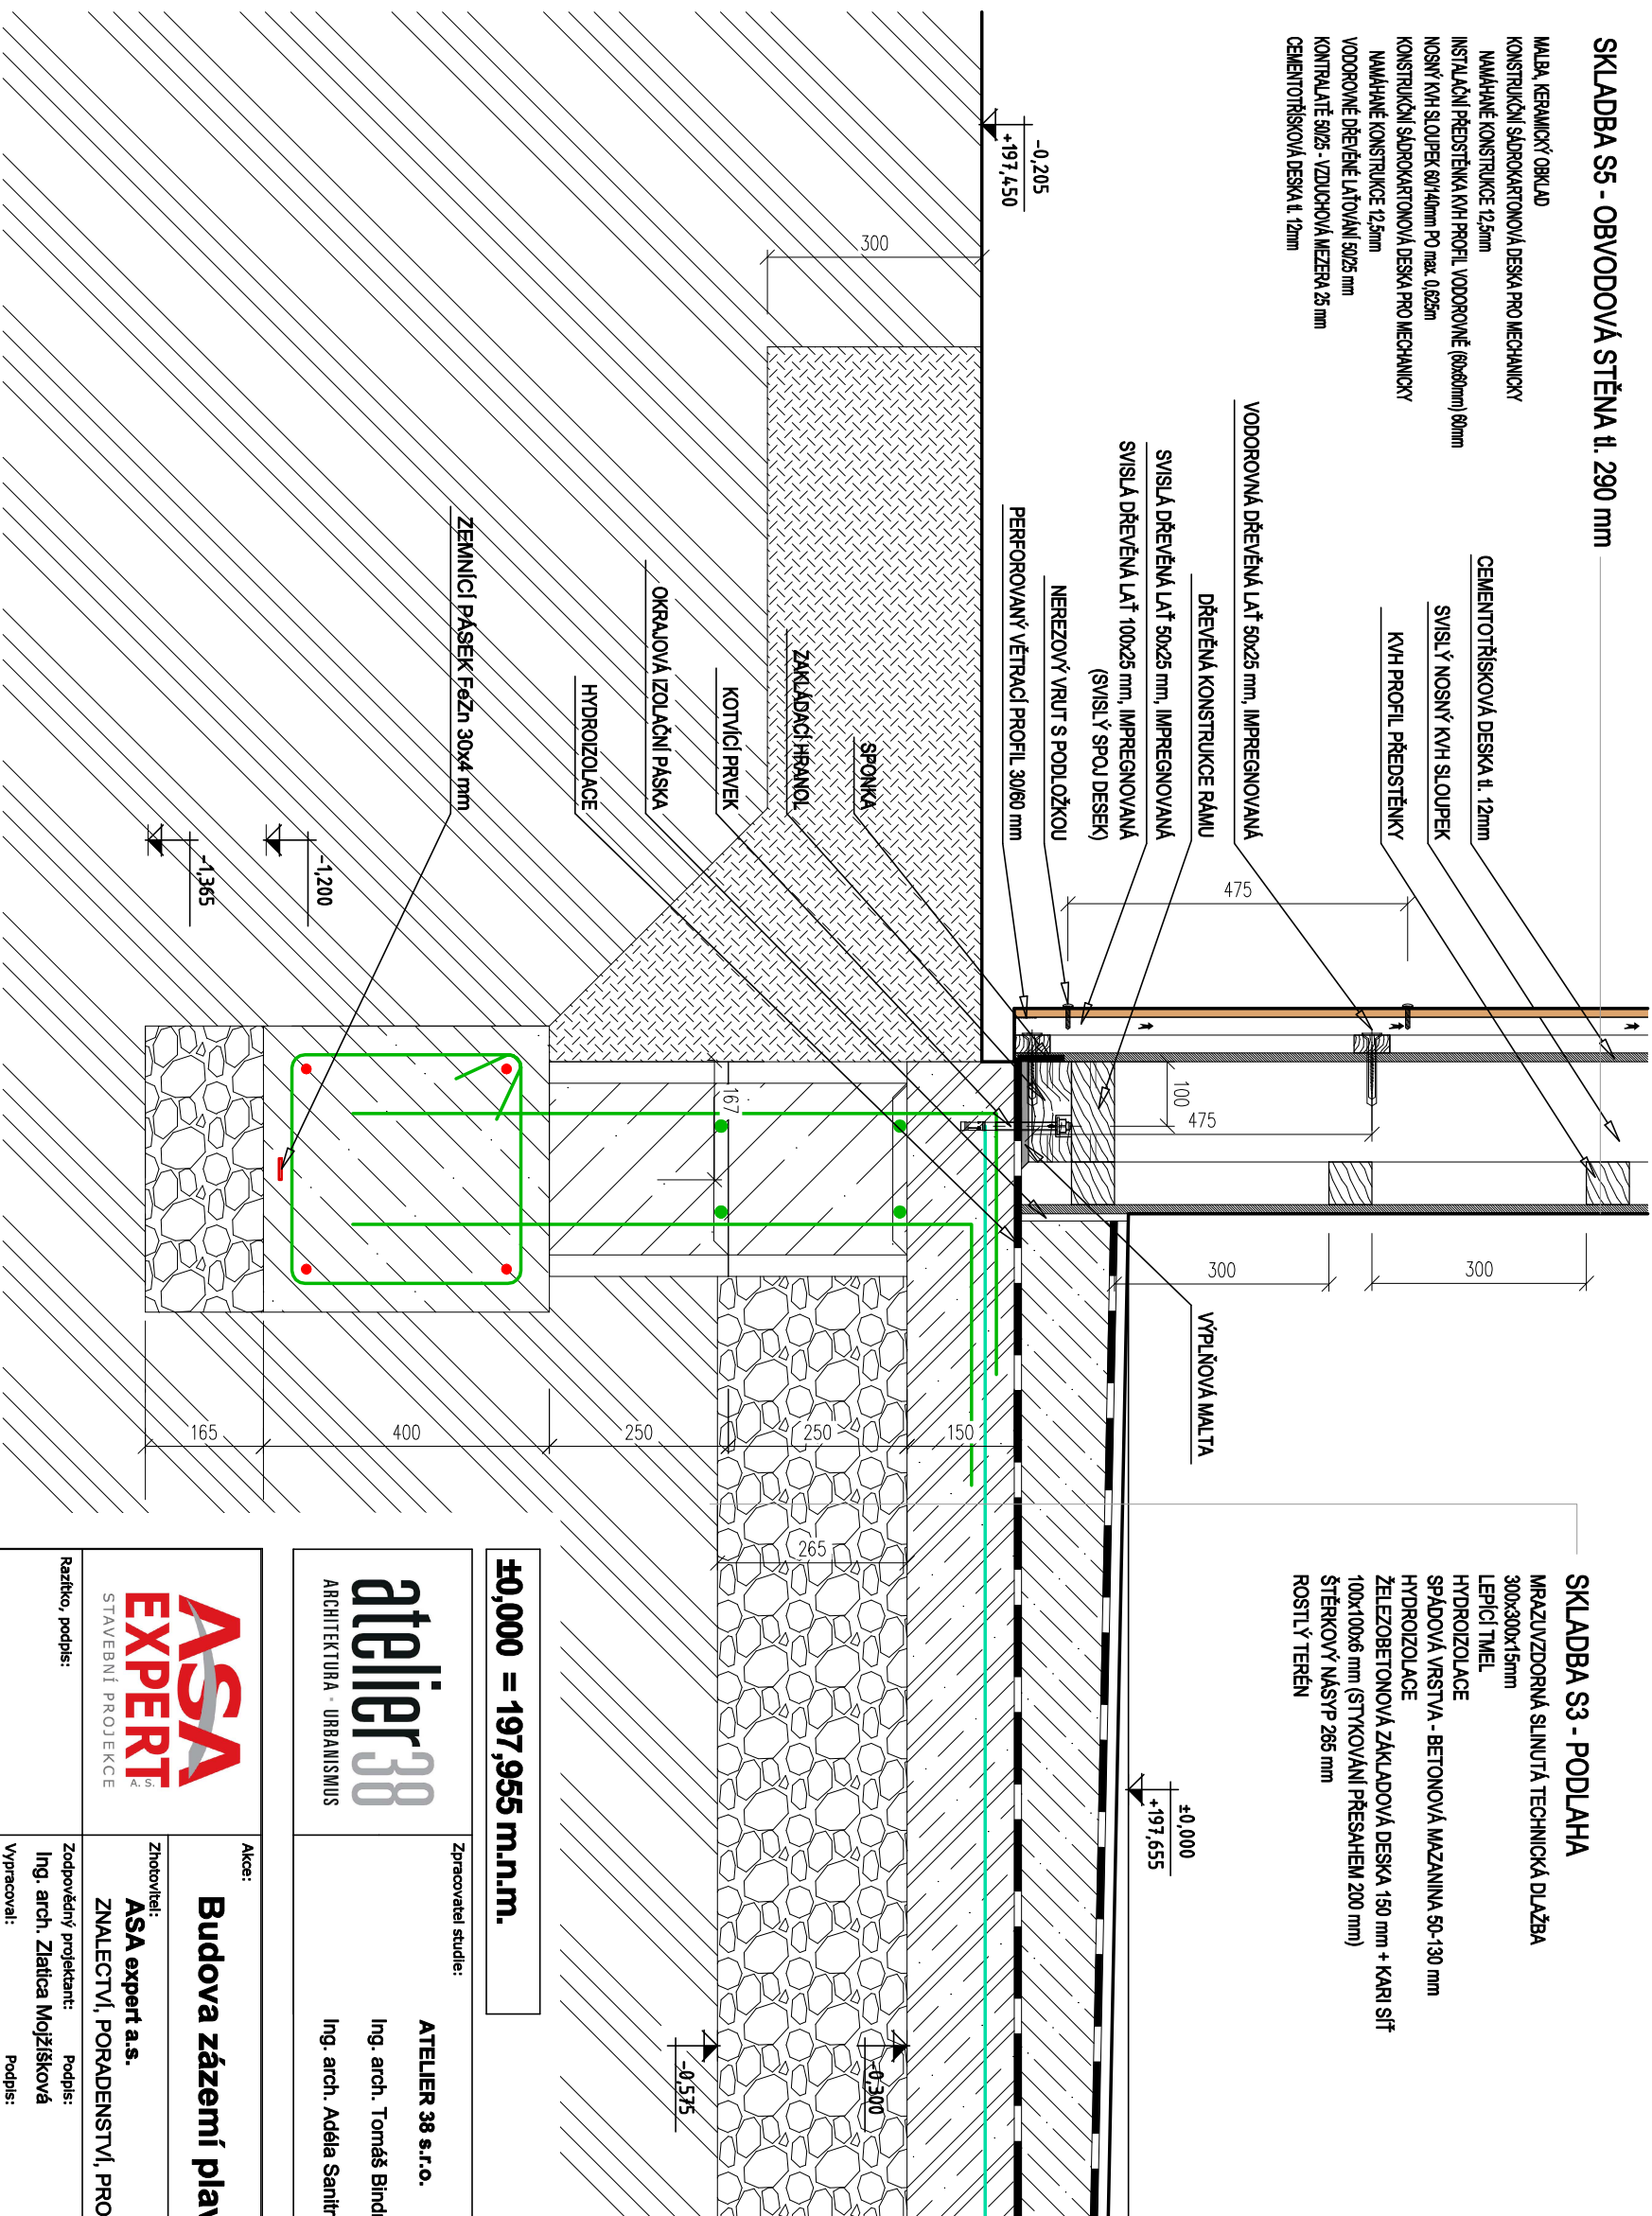 SKLADBA S5 - OBVODOVÁ STĚNA tl. 290 mm
MALBA, KERAMICKÝ OBKLAD
KONSTRUKČNÍ SÁDROKARTONOVÁ DESKA PRO MECHANICKY
NAMÁHANÉ KONSTRUKCE 12,5mm
INSTALAČNÍ PŘEDSTĚNKA KVH PROFIL VODOROVNĚ (60x60mm) 60mm
NOSNÝ KVH SLOUPEK 60/140mm PO max. 0,625m
KONSTRUKČNÍ SÁDROKARTONOVÁ DESKA PRO MECHANICKY
NAMÁHANÉ KONSTRUKCE 12,5mm
VODOROVNÉ DŘEVĚNÉ LAŤOVÁNÍ 50/25 mm
KONTRALATĚ 50/25 - VZDUCHOVÁ MEZERA 25 mm
CEMENTOTŘÍSKOVÁ DESKA tl. 12mm
CEMENTOTŘÍSKOVÁ DESKA tl. 12mm
SVISLÝ NOSNÝ KVH SLOUPEK
KVH PROFIL PŘEDSTĚNKY
VODOROVNÁ DŘEVĚNÁ LAŤ 50x25 mm, IMPREGNOVANÁ
DŘEVĚNÁ KONSTRUKCE RÁMU
SVISLÁ DŘEVĚNÁ LAŤ 50x25 mm, IMPREGNOVANÁ
SVISLÁ DŘEVĚNÁ LAŤ 100x25 mm, IMPREGNOVANÁ
(SVISLÝ SPOJ DESEK)
NEREZOVÝ VRUT S PODLOŽKOU
PERFOROVANÝ VĚTRACÍ PROFIL 30/60 mm
SPONKA
ZAKLÁDACÍ HRANOL
KOTVÍCÍ PRVEK
OKRAJOVÁ IZOLAČNÍ PÁSKA
HYDROIZOLACE
ZEMNÍCÍ PÁSEK FeZn 30x4 mm
VÝPLŇOVÁ MALTA
-0,205
+197,450
300
475
100
475
300
300
167
-1,200
-1,365
165
400
250
250
150
265
SKLADBA S3 - PODLAHA
MRAZUVZDORNÁ SLINUTÁ TECHNICKÁ DLAŽBA
300x300x15mm
LEPÍCÍ TMEL
HYDROIZOLACE
SPÁDOVÁ VRSTVA - BETONOVÁ MAZANINA 50-130 mm
HYDROIZOLACE
ŽELEZOBETONOVÁ ZÁKLADOVÁ DESKA 150 mm + KARI SÍŤ
100x100x6 mm (STYKOVÁNÍ PŘESAHEM 200 mm)
ŠTĚRKOVÝ NÁSYP 265 mm
ROSTLÝ TERÉN
±0,000
+197,655
-0,300
-0,575
±0,000 = 197,955 m.n.m.
atelier38
ARCHITEKTURA - URBANISMUS
Zpracovatel studie:
ATELIER 38 s.r.o.
Ing. arch. Tomáš Bind
Ing. arch. Adéla Sanitr
ASA
EXPERT
A. S.
STAVEBNÍ PROJEKCE
Akce:
Budova zázemí plav
Zhotovitel:
ASA expert a.s.
ZNALECTVÍ, PORADENSTVÍ, PRO
Razítko, podpis:
Zodpovědný projektant: Podpis:
Ing. arch. Zlatica Mojžíšková
Vypracoval: Podpis: